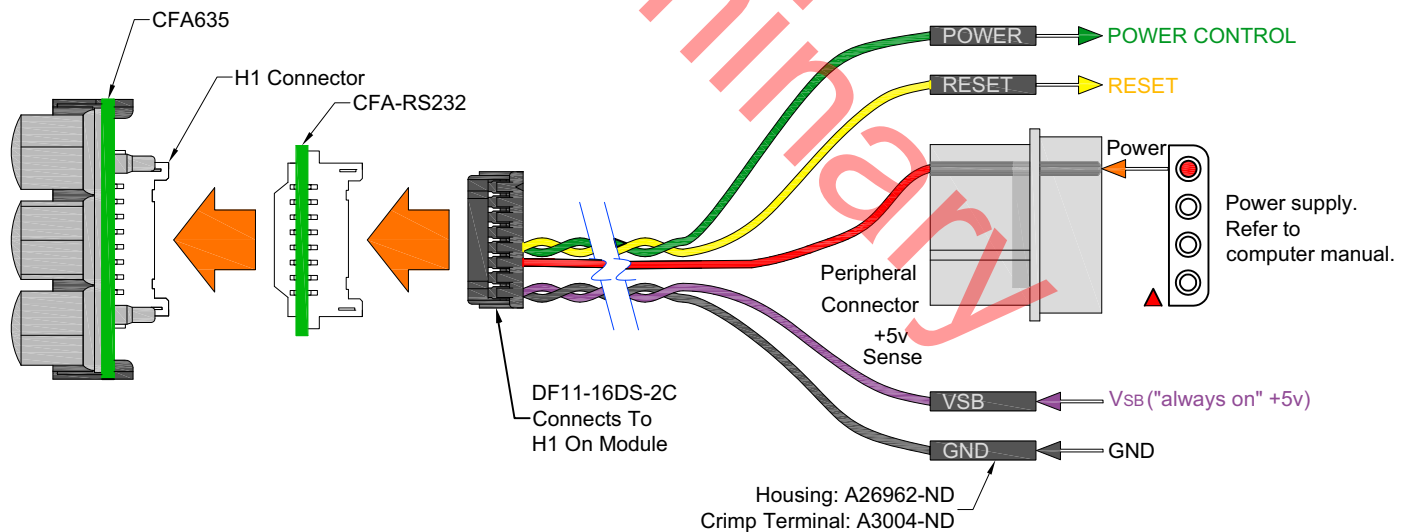 CFA635
H1 Connector
CFA-RS232
POWER
POWER CONTROL
RESET
RESET
Power
Power supply.
Refer to
computer manual.
Peripheral
Connector
+5v
Sense
DF11-16DS-2C
Connects To
H1 On Module
VSB
VSB ("always on" +5v)
GND
GND
Housing: A26962-ND
Crimp Terminal: A3004-ND
minary